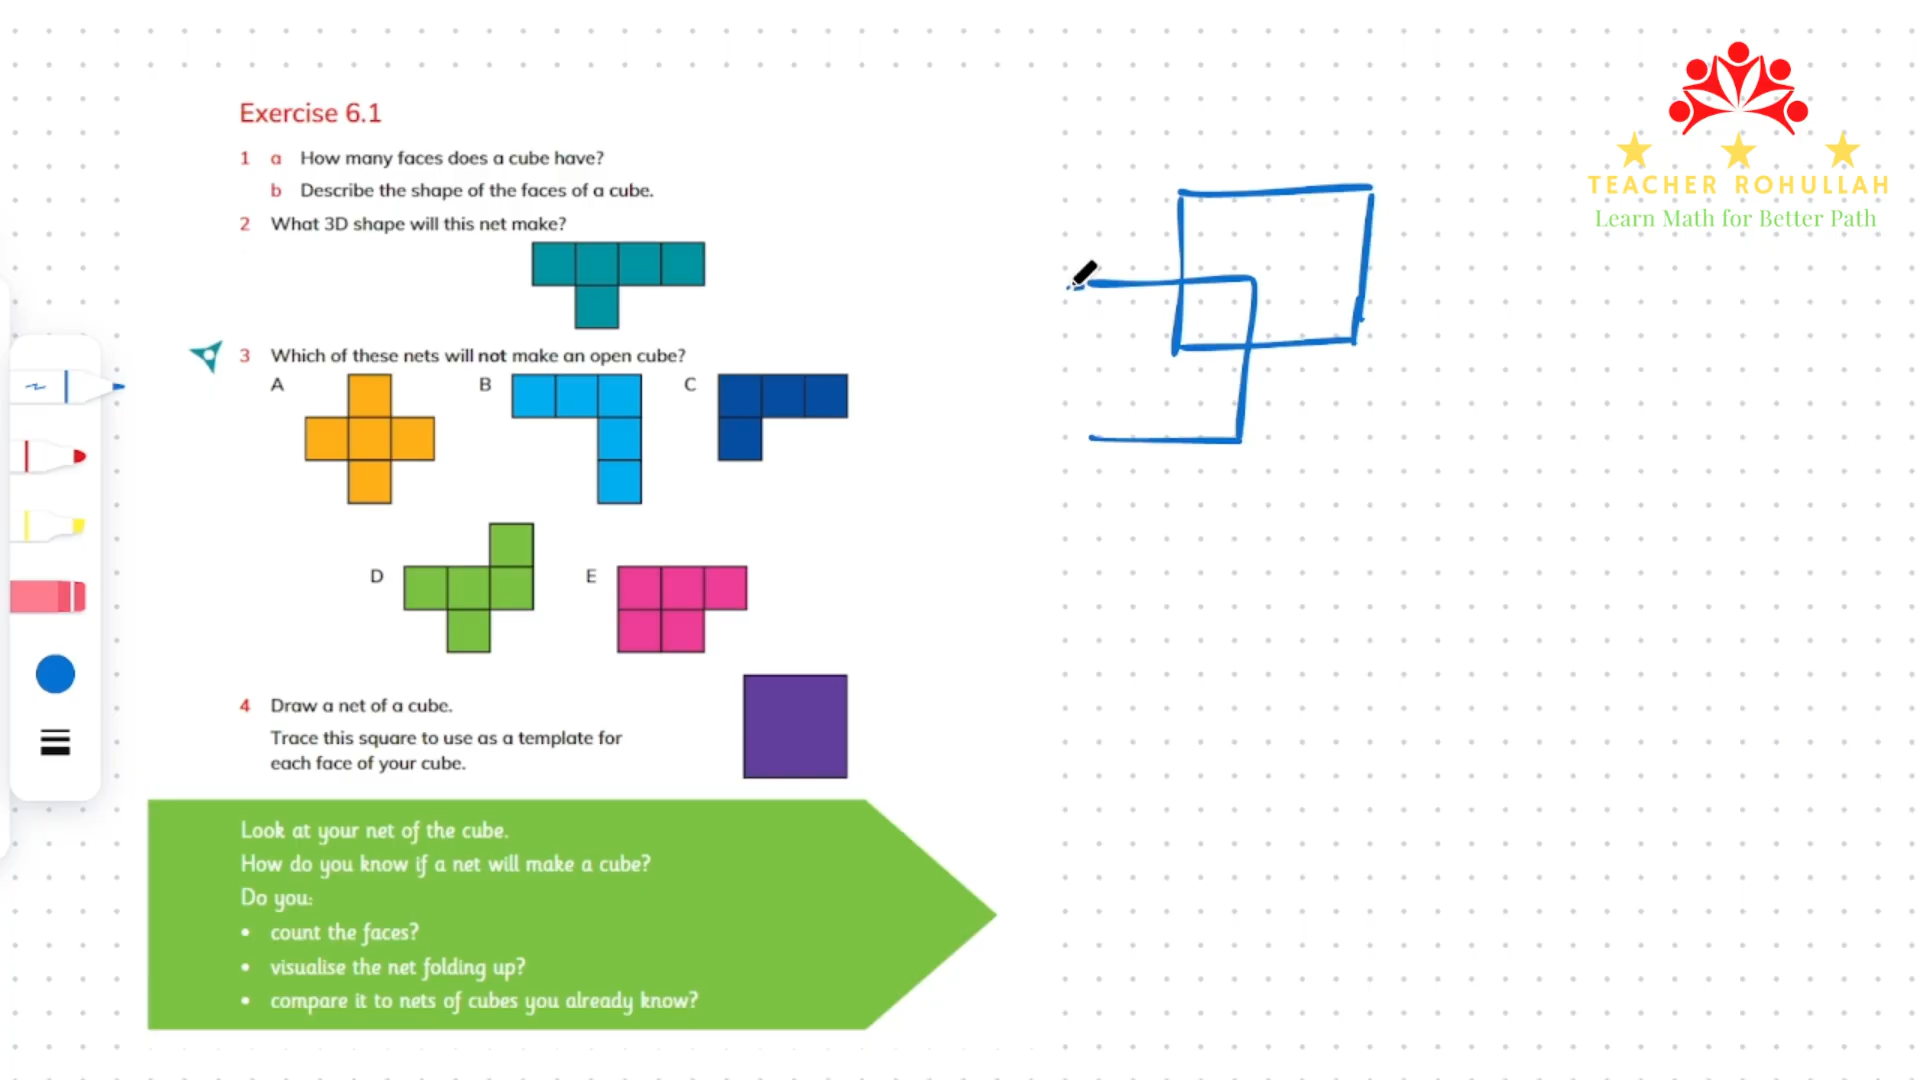 Exercise 6.1
1 a How many faces does a cube have?
b Describe the shape of the faces of a cube.
2 What 3D shape will this net make?
3 Which of these nets will not make an open cube?
A B C
D E
4 Draw a net of a cube.
Trace this square to use as a template for
each face of your cube.
Look at your net of the cube.
How do you know if a net will make a cube?
Do you:
• count the faces?
• visualise the net folding up?
• compare it to nets of cubes you already know?
TEACHER ROHULLAH
Learn Math for Better Path